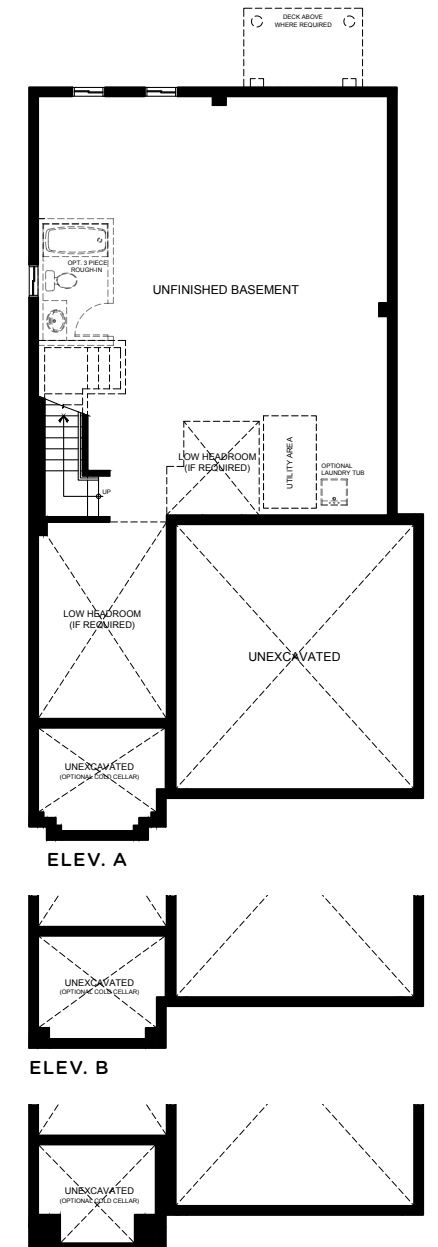 DECK ABOVE
WHERE REQUIRED
OPT. 3 PIECE
ROUGH-IN
UNFINISHED BASEMENT
LOW HEADROOM
(IF REQUIRED)
UTILITY AREA
OPTIONAL
LAUNDRY TUB
UP
LOW HEADROOM
(IF REQUIRED)
UNEXCAVATED
UNEXCAVATED
(OPTIONAL COLD CELLAR)
ELEV. A
UNEXCAVATED
(OPTIONAL COLD CELLAR)
ELEV. B
UNEXCAVATED
(OPTIONAL COLD CELLAR)